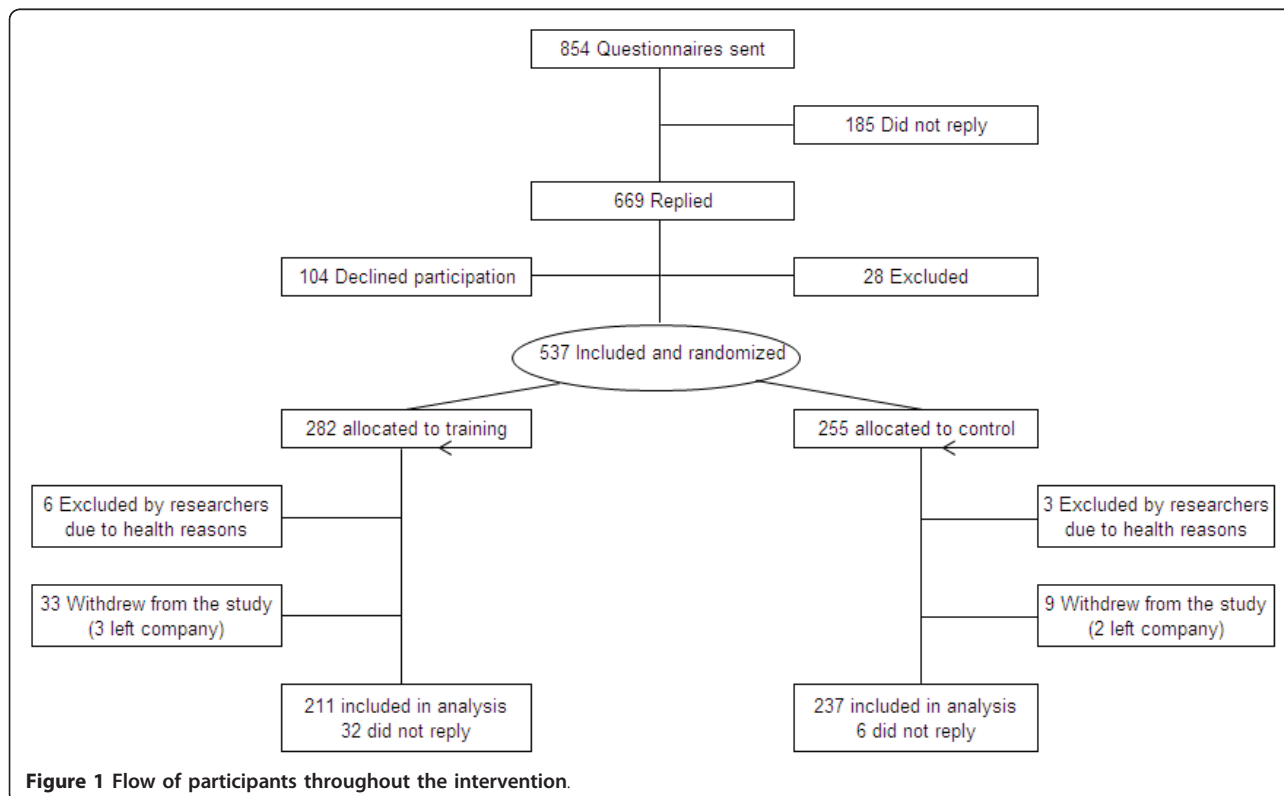 854 Questionnaires sent
185 Did not reply
669 Replied
104 Declined participation
28 Excluded
537 Included and randomized
282 allocated to training
255 allocated to control
6 Excluded by researchers
due to health reasons
3 Excluded by researchers
due to health reasons
33 Withdrew from the study
(3 left company)
9 Withdrew from the study
(2 left company)
211 included in analysis
32 did not reply
237 included in analysis
6 did not reply
Figure 1 Flow of participants throughout the intervention.